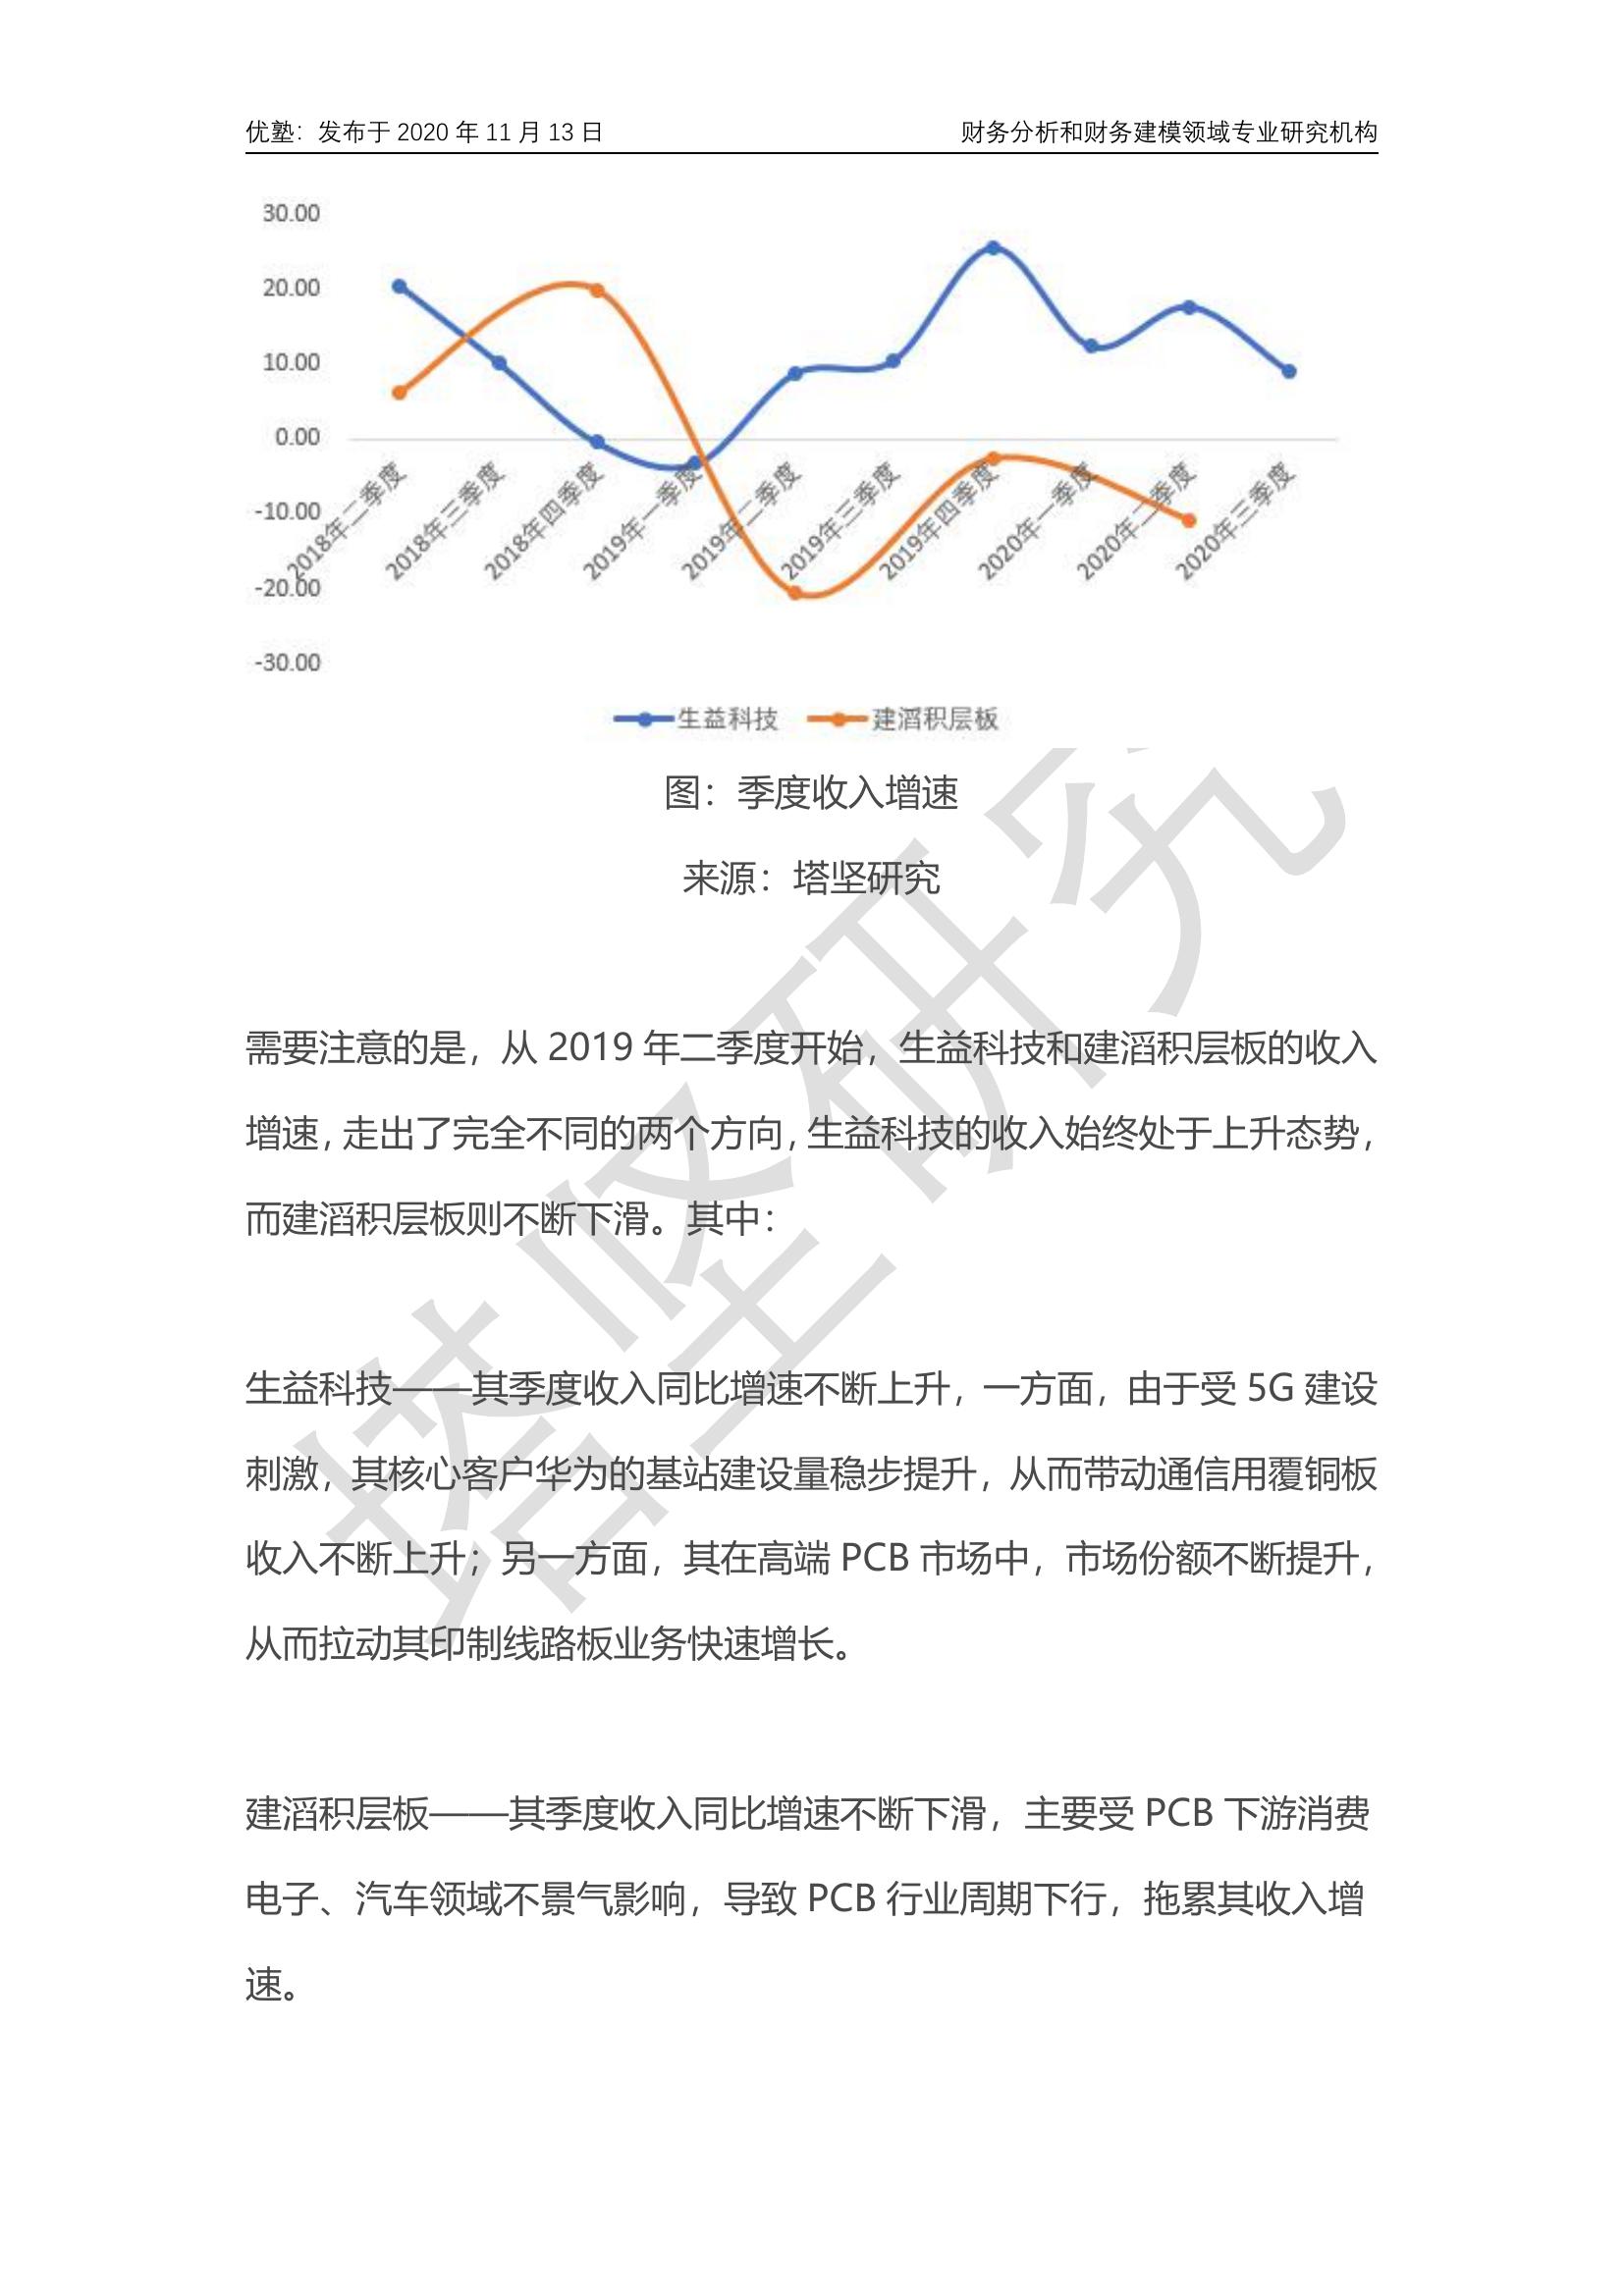 优塾：发布于 2020 年 11 月 13 日
财务分析和财务建模领域专业研究机构
30.00
20.00
10.00
0.00
-10.00
-20.00
-30.00
2018年二季度
2018年三季度
2018年四季度
2019年一季度
2019年二季度
2019年三季度
2019年四季度
2020年一季度
2020年二季度
2020年三季度
生益科技
建滔积层板
图：季度收入增速
来源：塔坚研究
需要注意的是，从 2019 年二季度开始，生益科技和建滔积层板的收入
增速，走出了完全不同的两个方向，生益科技的收入始终处于上升态势，
而建滔积层板则不断下滑。其中：
生益科技——其季度收入同比增速不断上升，一方面，由于受 5G 建设
刺激，其核心客户华为的基站建设量稳步提升，从而带动通信用覆铜板
收入不断上升；另一方面，其在高端 PCB 市场中，市场份额不断提升，
从而拉动其印制线路板业务快速增长。
建滔积层板——其季度收入同比增速不断下滑，主要受 PCB 下游消费
电子、汽车领域不景气影响，导致 PCB 行业周期下行，拖累其收入增
速。
塔坚研究